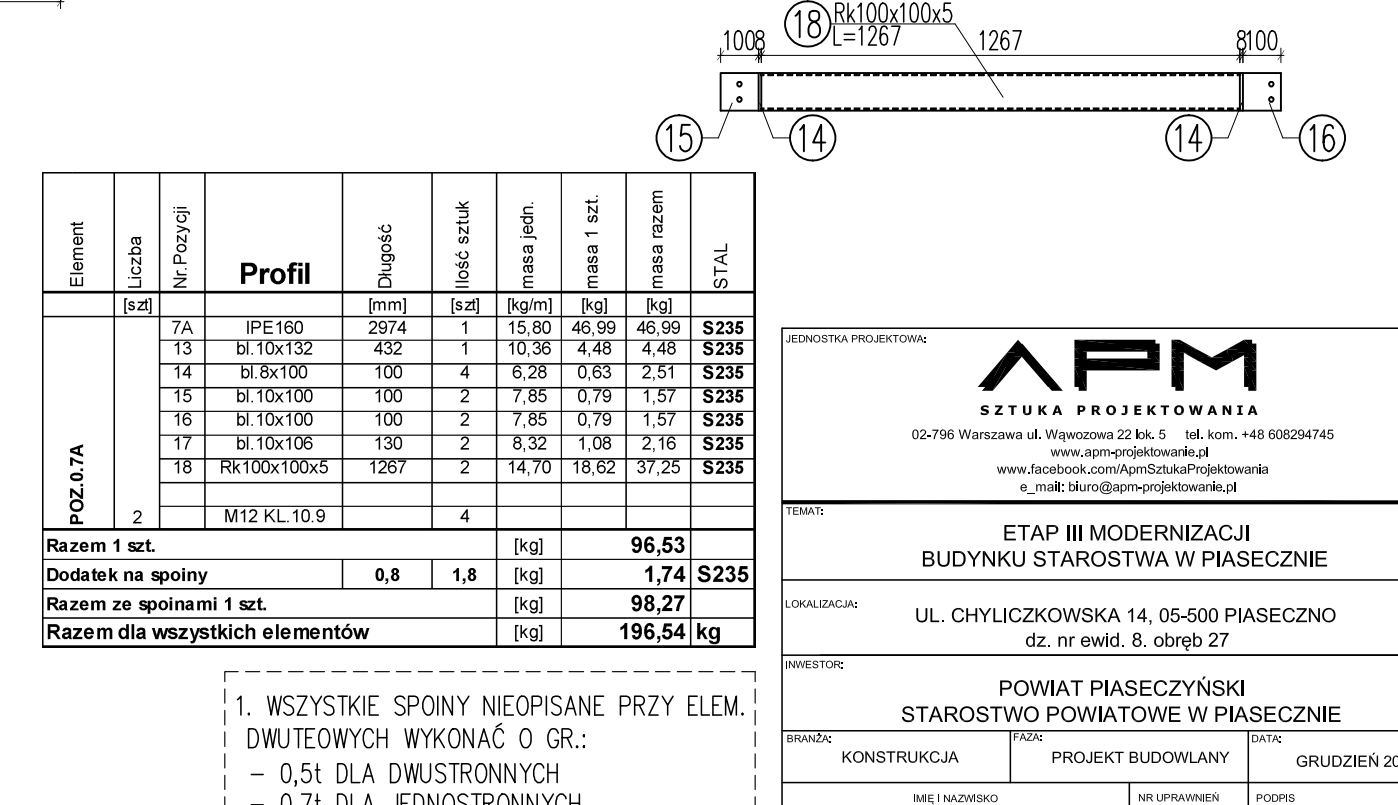 18 Rk100x100x5
L=1267
100 8 1267 8 100
15 14 14 16
Element Liczba Nr.Pozycji Profil Długość Ilość sztuk masa jedn. masa 1 szt. masa razem STAL
[szt] [mm] [szt] [kg/m] [kg] [kg]
7A IPE160 2974 1 15,80 46,99 46,99 S235
13 bl.10x132 432 1 10,36 4,48 4,48 S235
14 bl.8x100 100 4 6,28 0,63 2,51 S235
15 bl.10x100 100 2 7,85 0,79 1,57 S235
16 bl.10x100 100 2 7,85 0,79 1,57 S235
17 bl.10x106 130 2 8,32 1,08 2,16 S235
18 Rk100x100x5 1267 2 14,70 18,62 37,25 S235
POZ.0.7A 2 M12 KL.10.9 4
Razem 1 szt. [kg] 96,53
Dodatek na spoiny 0,8 1,8 [kg] 1,74 S235
Razem ze spoinami 1 szt. [kg] 98,27
Razem dla wszystkich elementów [kg] 196,54 kg
1. WSZYSTKIE SPOINY NIEOPISANE PRZY ELEM.
DWUTEOWYCH WYKONAĆ O GR.:
– 0,5t DLA DWUSTRONNYCH
– 0,7t DLA JEDNOSTRONNYCH
JEDNOSTKA PROJEKTOWA:
APM
SZTUKA PROJEKTOWANIA
02-796 Warszawa ul. Wąwozowa 22 lok. 5 tel. kom. +48 608294745
www.apm-projektowanie.pl
www.facebook.com/ApmSztukaProjektowania
e_mail: biuro@apm-projektowanie.pl
TEMAT:
ETAP III MODERNIZACJI
BUDYNKU STAROSTWA W PIASECZNIE
LOKALIZACJA:
UL. CHYLICZKOWSKA 14, 05-500 PIASECZNO
dz. nr ewid. 8. obręb 27
INWESTOR:
POWIAT PIASECZYŃSKI
STAROSTWO POWIATOWE W PIASECZNIE
BRANŻA: FAZA: DATA:
KONSTRUKCJA PROJEKT BUDOWLANY GRUDZIEŃ 20
IMIĘ I NAZWISKO NR UPRAWNIEŃ PODPIS